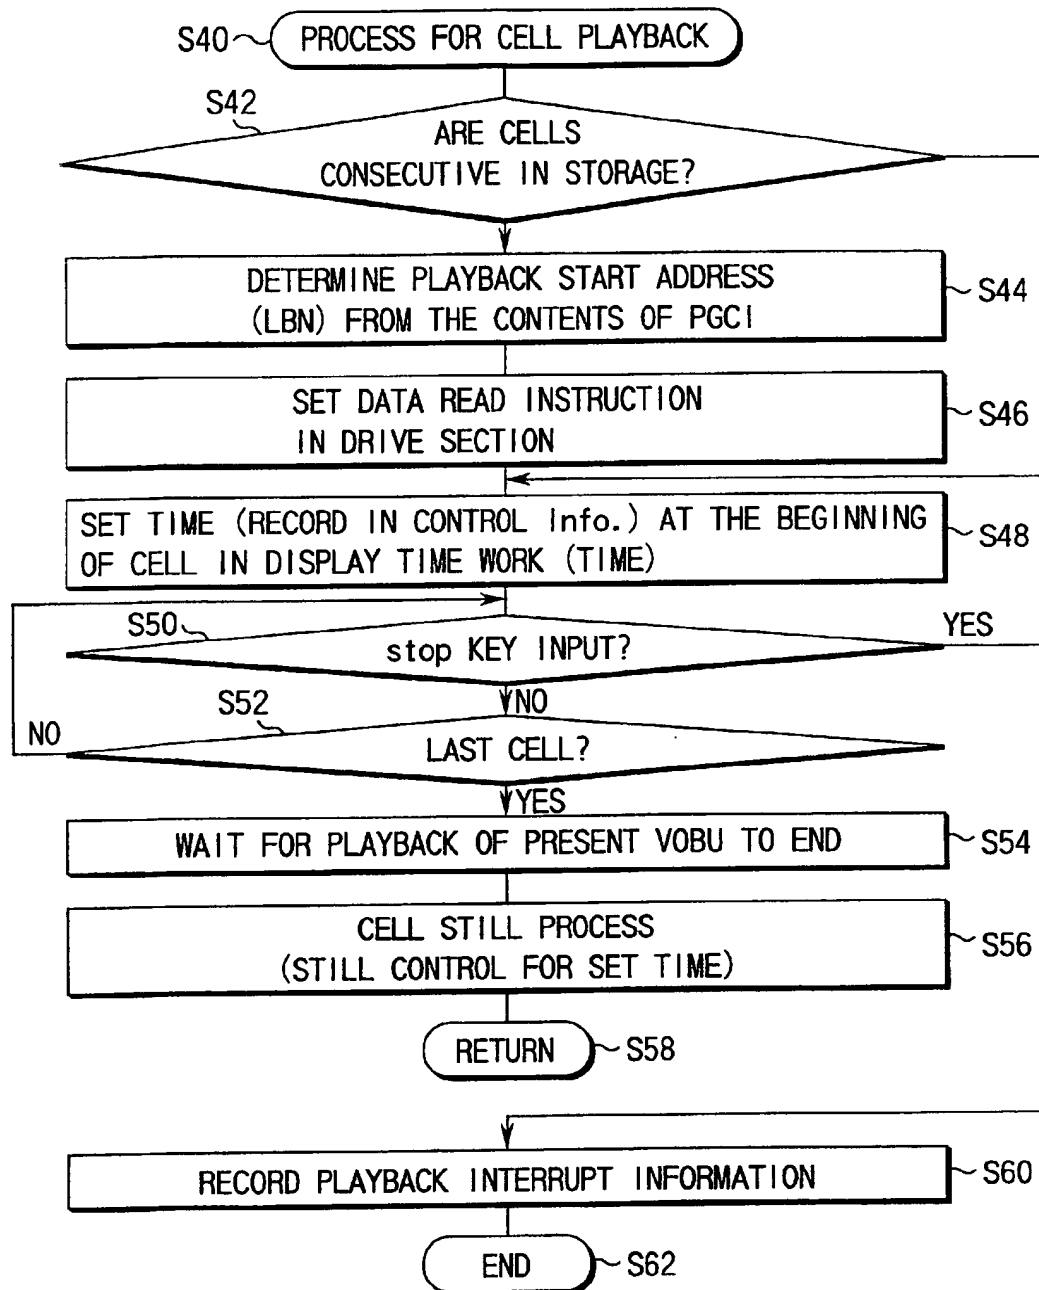 S40
PROCESS FOR CELL PLAYBACK
S42
ARE CELLS
CONSECUTIVE IN STORAGE?
DETERMINE PLAYBACK START ADDRESS
(LBN) FROM THE CONTENTS OF PGCI
S44
SET DATA READ INSTRUCTION
IN DRIVE SECTION
S46
SET TIME (RECORD IN CONTROL Info.) AT THE BEGINNING
OF CELL IN DISPLAY TIME WORK (TIME)
S48
S50
stop KEY INPUT?
YES
NO
S52
NO
LAST CELL?
YES
WAIT FOR PLAYBACK OF PRESENT VOBU TO END
S54
CELL STILL PROCESS
(STILL CONTROL FOR SET TIME)
S56
RETURN
S58
RECORD PLAYBACK INTERRUPT INFORMATION
S60
END
S62